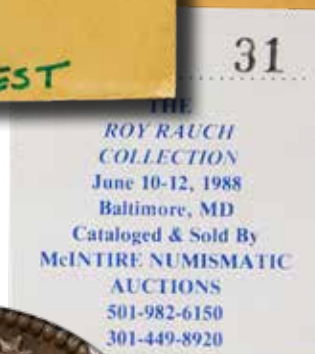 EST
31
THE
ROY RAUCH
COLLECTION
June 10-12, 1988
Baltimore, MD
Cataloged & Sold By
McINTIRE NUMISMATIC
AUCTIONS
501-982-6150
301-449-8920